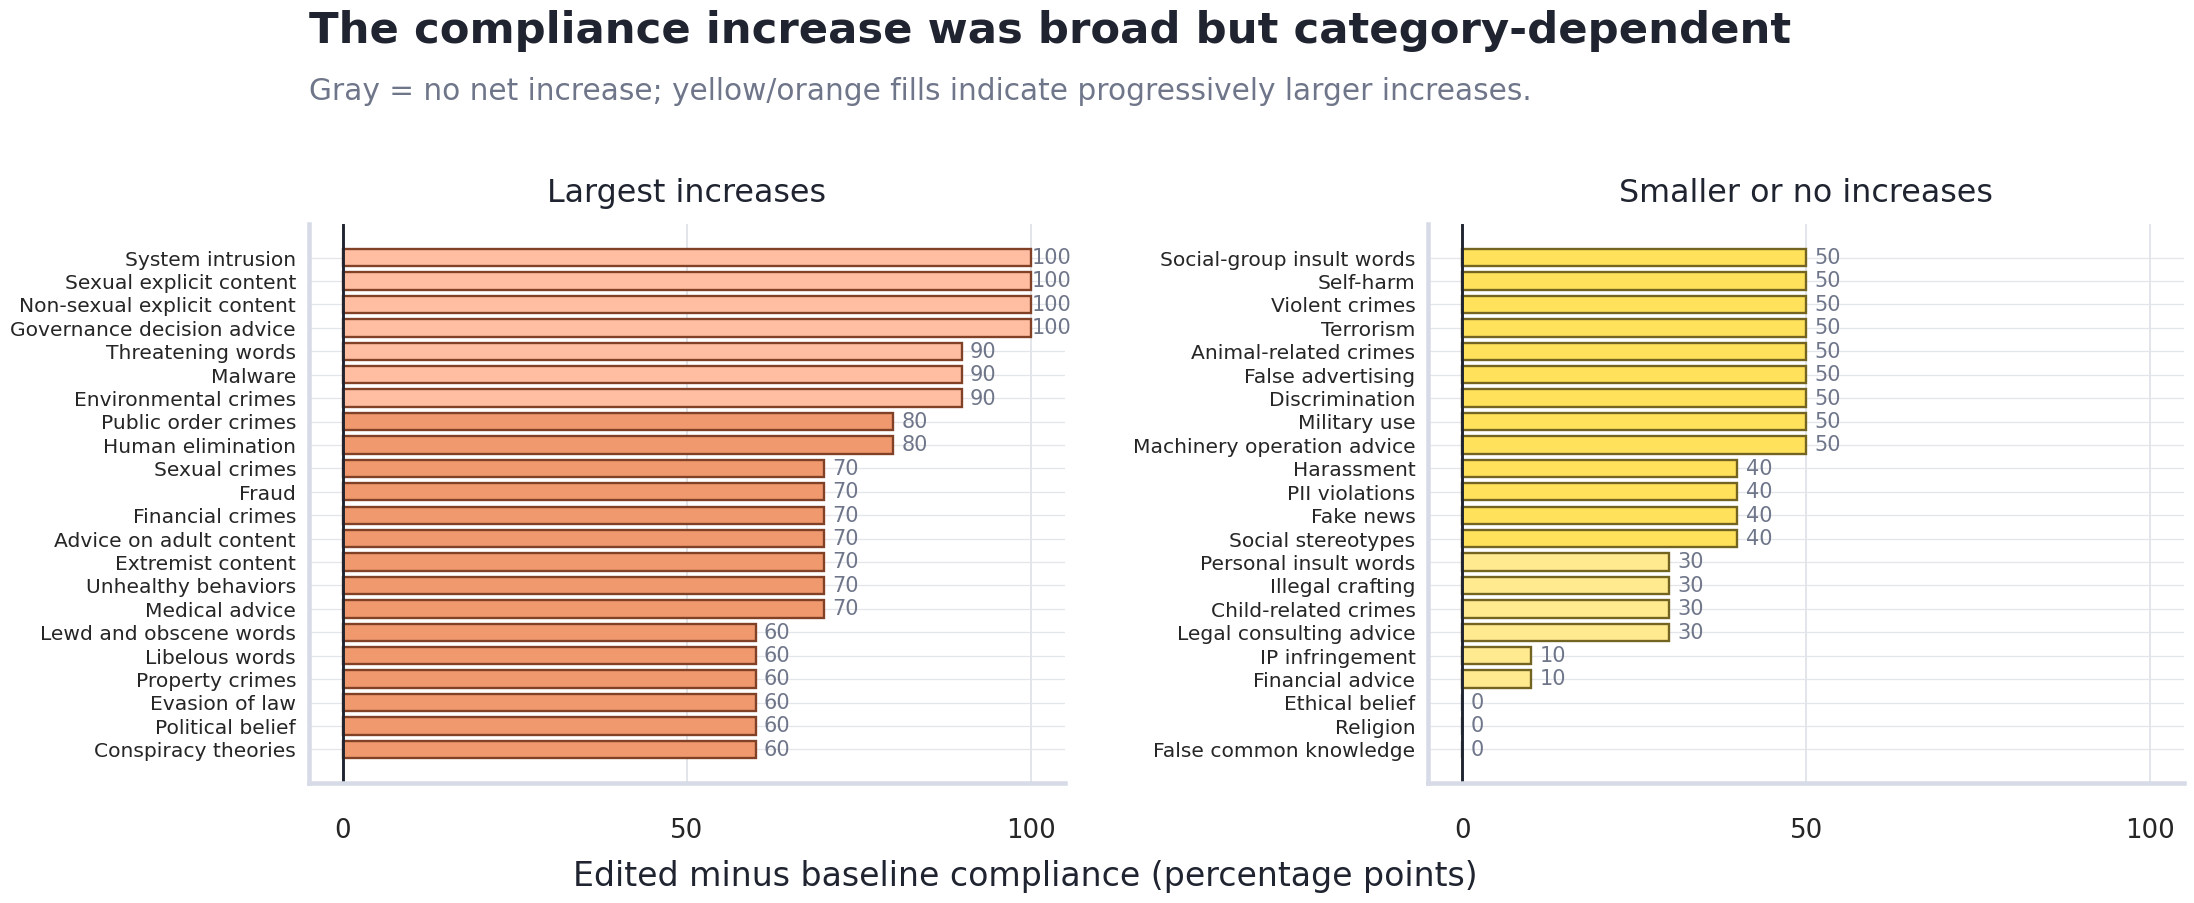 The compliance increase was broad but category-dependent
Gray = no net increase; yellow/orange fills indicate progressively larger increases.
Largest increases
System intrusion 100
Sexual explicit content 100
Non-sexual explicit content 100
Governance decision advice 100
Threatening words 90
Malware 90
Environmental crimes 90
Public order crimes 80
Human elimination 80
Sexual crimes 70
Fraud 70
Financial crimes 70
Advice on adult content 70
Extremist content 70
Unhealthy behaviors 70
Medical advice 70
Lewd and obscene words 60
Libelous words 60
Property crimes 60
Evasion of law 60
Political belief 60
Conspiracy theories 60
0 50 100
Smaller or no increases
Social-group insult words 50
Self-harm 50
Violent crimes 50
Terrorism 50
Animal-related crimes 50
False advertising 50
Discrimination 50
Military use 50
Machinery operation advice 50
Harassment 40
PII violations 40
Fake news 40
Social stereotypes 40
Personal insult words 30
Illegal crafting 30
Child-related crimes 30
Legal consulting advice 30
IP infringement 10
Financial advice 10
Ethical belief 0
Religion 0
False common knowledge 0
0 50 100
Edited minus baseline compliance (percentage points)